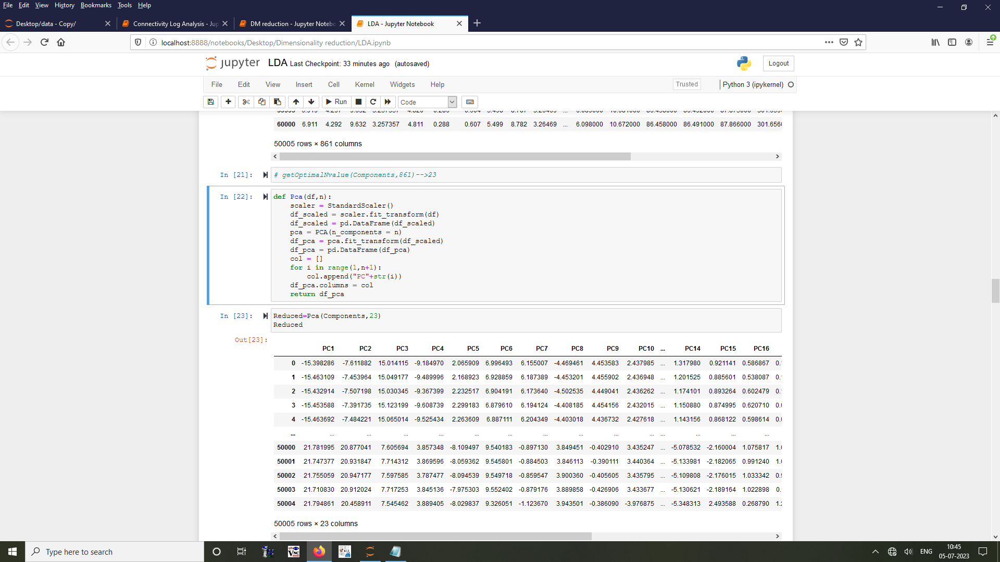 File Edit View History Bookmarks Tools Help
Desktop/data - Copy/
Connectivity Log Analysis - Jup
DM reduction - Jupyter Notebo
LDA - Jupyter Notebook
localhost:8888/notebooks/Desktop/Dimensionality reduction/LDA.ipynb
jupyter LDA Last Checkpoint: 33 minutes ago (autosaved)
Logout
File Edit View Insert Cell Kernel Widgets Help
Trusted
Python 3 (ipykernel)
Run
Code
60000 6.911 4.292 9.632 3.257357 4.811 0.288 0.607 5.499 8.782 3.26469 ... 6.098000 10.672000 86.458000 86.491000 87.866000 301.656
50005 rows × 861 columns
In [21]: # getOptimalNvalue(Components,861)-->23
In [22]: def Pca(df,n):
scaler = StandardScaler()
df_scaled = scaler.fit_transform(df)
df_scaled = pd.DataFrame(df_scaled)
pca = PCA(n_components = n)
df_pca = pca.fit_transform(df_scaled)
df_pca = pd.DataFrame(df_pca)
col = []
for i in range(1,n+1):
col.append("PC"+str(i))
df_pca.columns = col
return df_pca
In [23]: Reduced=Pca(Components,23)
Reduced
Out[23]:
PC1 PC2 PC3 PC4 PC5 PC6 PC7 PC8 PC9 PC10 ... PC14 PC15 PC16
0 -15.398286 -7.611882 15.014115 -9.184970 2.065909 6.996493 6.155007 -4.469461 4.453583 2.437985 ... 1.317980 0.921141 0.586867 0.
1 -15.463109 -7.453964 15.049177 -9.489996 2.168923 6.928859 6.187389 -4.453201 4.455902 2.436948 ... 1.201525 0.885601 0.538087 0.
2 -15.432914 -7.507198 15.030345 -9.367399 2.232517 6.904191 6.173640 -4.502535 4.449041 2.436262 ... 1.174101 0.893264 0.602479 0.
3 -15.453588 -7.391735 15.123199 -9.608739 2.299183 6.879610 6.194124 -4.408185 4.454156 2.432015 ... 1.150880 0.874995 0.620710 0.
4 -15.463692 -7.484221 15.065014 -9.525434 2.263609 6.887111 6.204349 -4.403018 4.436732 2.427618 ... 1.143156 0.868122 0.598614 0.
... ... ... ... ... ... ... ... ... ... ... ... ... ... ...
50000 21.781995 20.877041 7.605694 3.857348 -8.109497 9.540183 -0.897130 3.849451 -0.402910 3.435247 ... -5.078532 -2.160004 1.075817 1.
50001 21.747377 20.931847 7.714312 3.869596 -8.059362 9.545801 -0.884503 3.846113 -0.390111 3.440364 ... -5.133981 -2.182065 0.991240 1.
50002 21.755059 20.947177 7.597585 3.787477 -8.094539 9.549718 -0.859547 3.900360 -0.405605 3.435795 ... -5.109808 -2.176015 1.033342 0.
50003 21.710830 20.912024 7.717253 3.845136 -7.975303 9.552402 -0.879176 3.889858 -0.426906 3.433677 ... -5.130621 -2.189164 1.022898 0.
50004 21.794861 20.458911 7.545462 3.889405 -8.029837 9.326051 -1.123670 3.943501 -0.386090 -3.976875 ... -5.348313 2.493588 0.268790 1.
50005 rows × 23 columns
Type here to search
VNC
ENG
10:45
05-07-2023